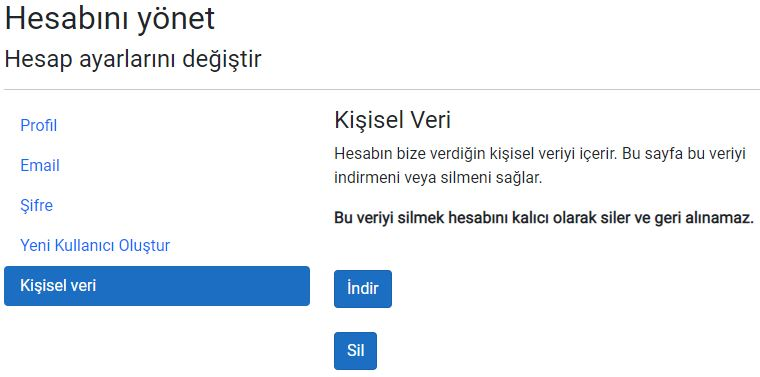 Hesabını yönet
Hesap ayarlarını değiştir
Profil
Email
Şifre
Yeni Kullanıcı Oluştur
Kişisel veri
Kişisel Veri
Hesabın bize verdiğin kişisel veriyi içerir. Bu sayfa bu veriyi
indirmeni veya silmeni sağlar.
Bu veriyi silmek hesabını kalıcı olarak siler ve geri alınamaz.
İndir
Sil